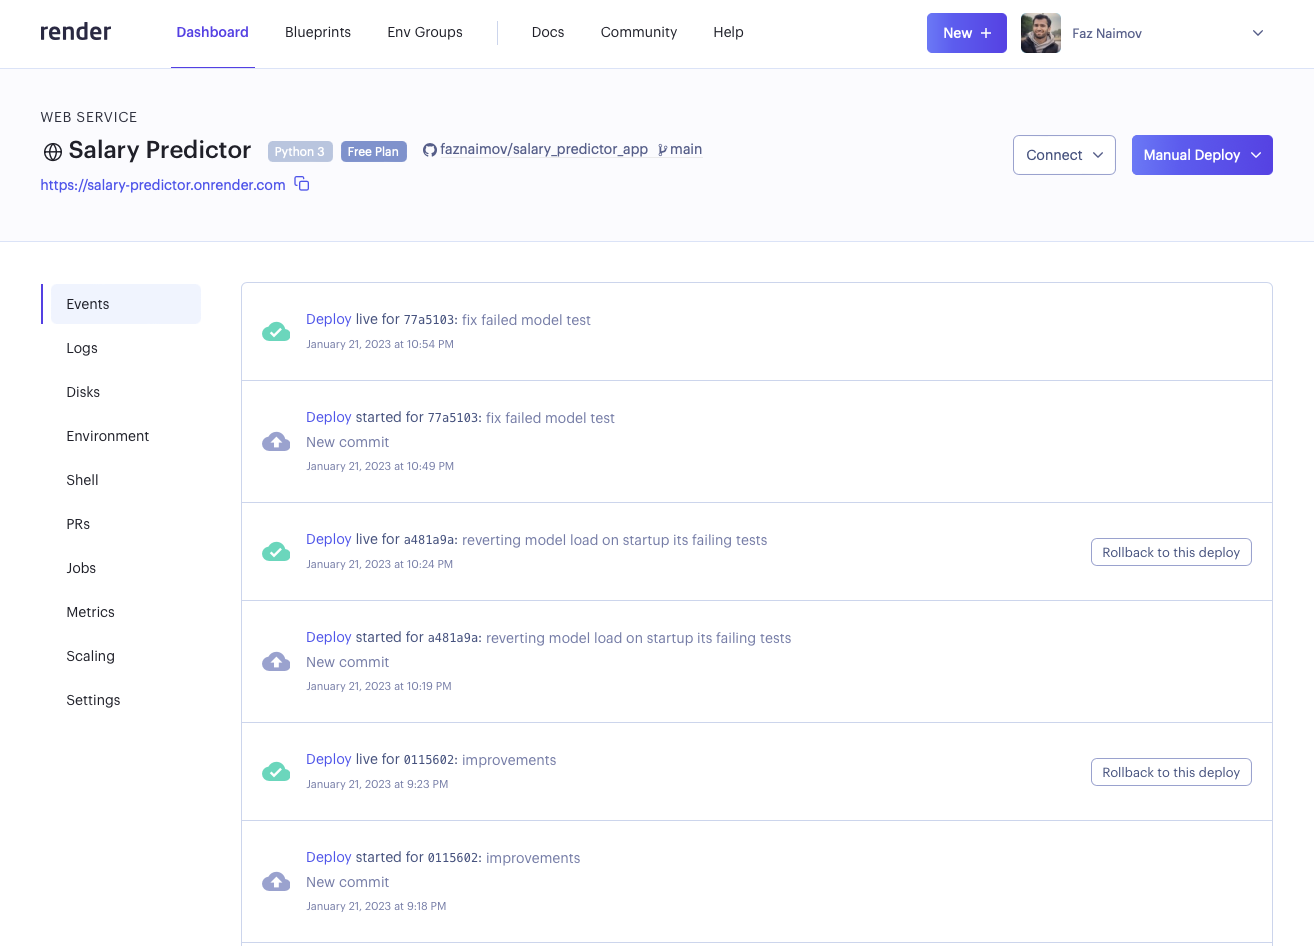 render Dashboard Blueprints Env Groups Docs Community Help New + Faz Naimov
WEB SERVICE
Salary Predictor Python 3 Free Plan faznaimov/salary_predictor_app main Connect Manual Deploy
https://salary-predictor.onrender.com
Events
Logs
Disks
Environment
Shell
PRs
Jobs
Metrics
Scaling
Settings
Deploy live for 77a5103: fix failed model test
January 21, 2023 at 10:54 PM
Deploy started for 77a5103: fix failed model test
New commit
January 21, 2023 at 10:49 PM
Deploy live for a481a9a: reverting model load on startup its failing tests
January 21, 2023 at 10:24 PM
Rollback to this deploy
Deploy started for a481a9a: reverting model load on startup its failing tests
New commit
January 21, 2023 at 10:19 PM
Deploy live for 0115602: improvements
January 21, 2023 at 9:23 PM
Rollback to this deploy
Deploy started for 0115602: improvements
New commit
January 21, 2023 at 9:18 PM